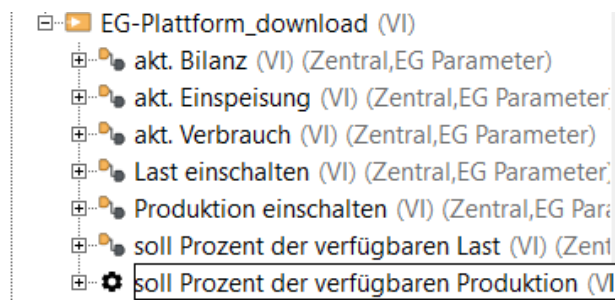 EG-Plattform_download (VI)
akt. Bilanz (VI) (Zentral,EG Parameter)
akt. Einspeisung (VI) (Zentral,EG Parameter
akt. Verbrauch (VI) (Zentral,EG Parameter)
Last einschalten (VI) (Zentral,EG Parameter)
Produktion einschalten (VI) (Zentral,EG Para
soll Prozent der verfügbaren Last (VI) (Zent
soll Prozent der verfügbaren Produktion (VI